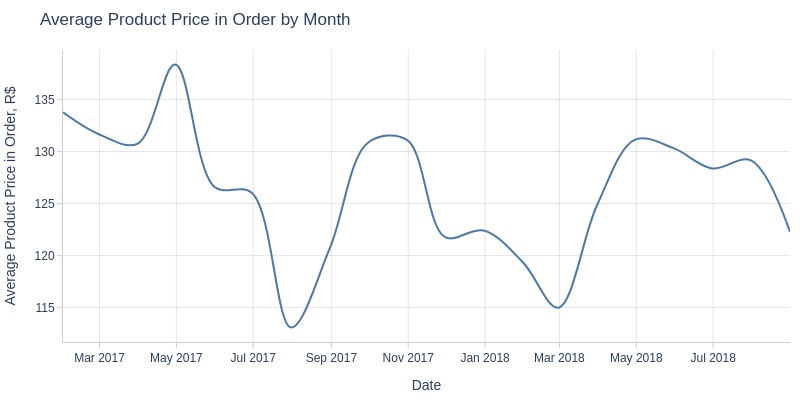 Average Product Price in Order by Month
Average Product Price in Order, R$
135
130
125
120
115
Mar 2017 May 2017 Jul 2017 Sep 2017 Nov 2017 Jan 2018 Mar 2018 May 2018 Jul 2018
Date